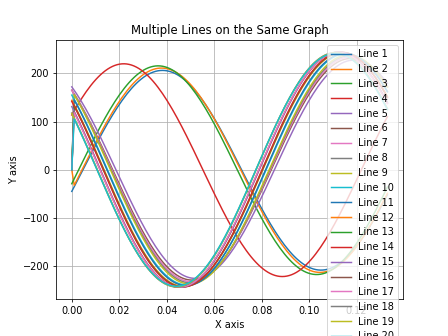 Multiple Lines on the Same Graph
Y axis
200
100
0
−100
−200
0.00
0.02
0.04
0.06
0.08
0.10
0.12
X axis
Line 1
Line 2
Line 3
Line 4
Line 5
Line 6
Line 7
Line 8
Line 9
Line 10
Line 11
Line 12
Line 13
Line 14
Line 15
Line 16
Line 17
Line 18
Line 19
Line 20